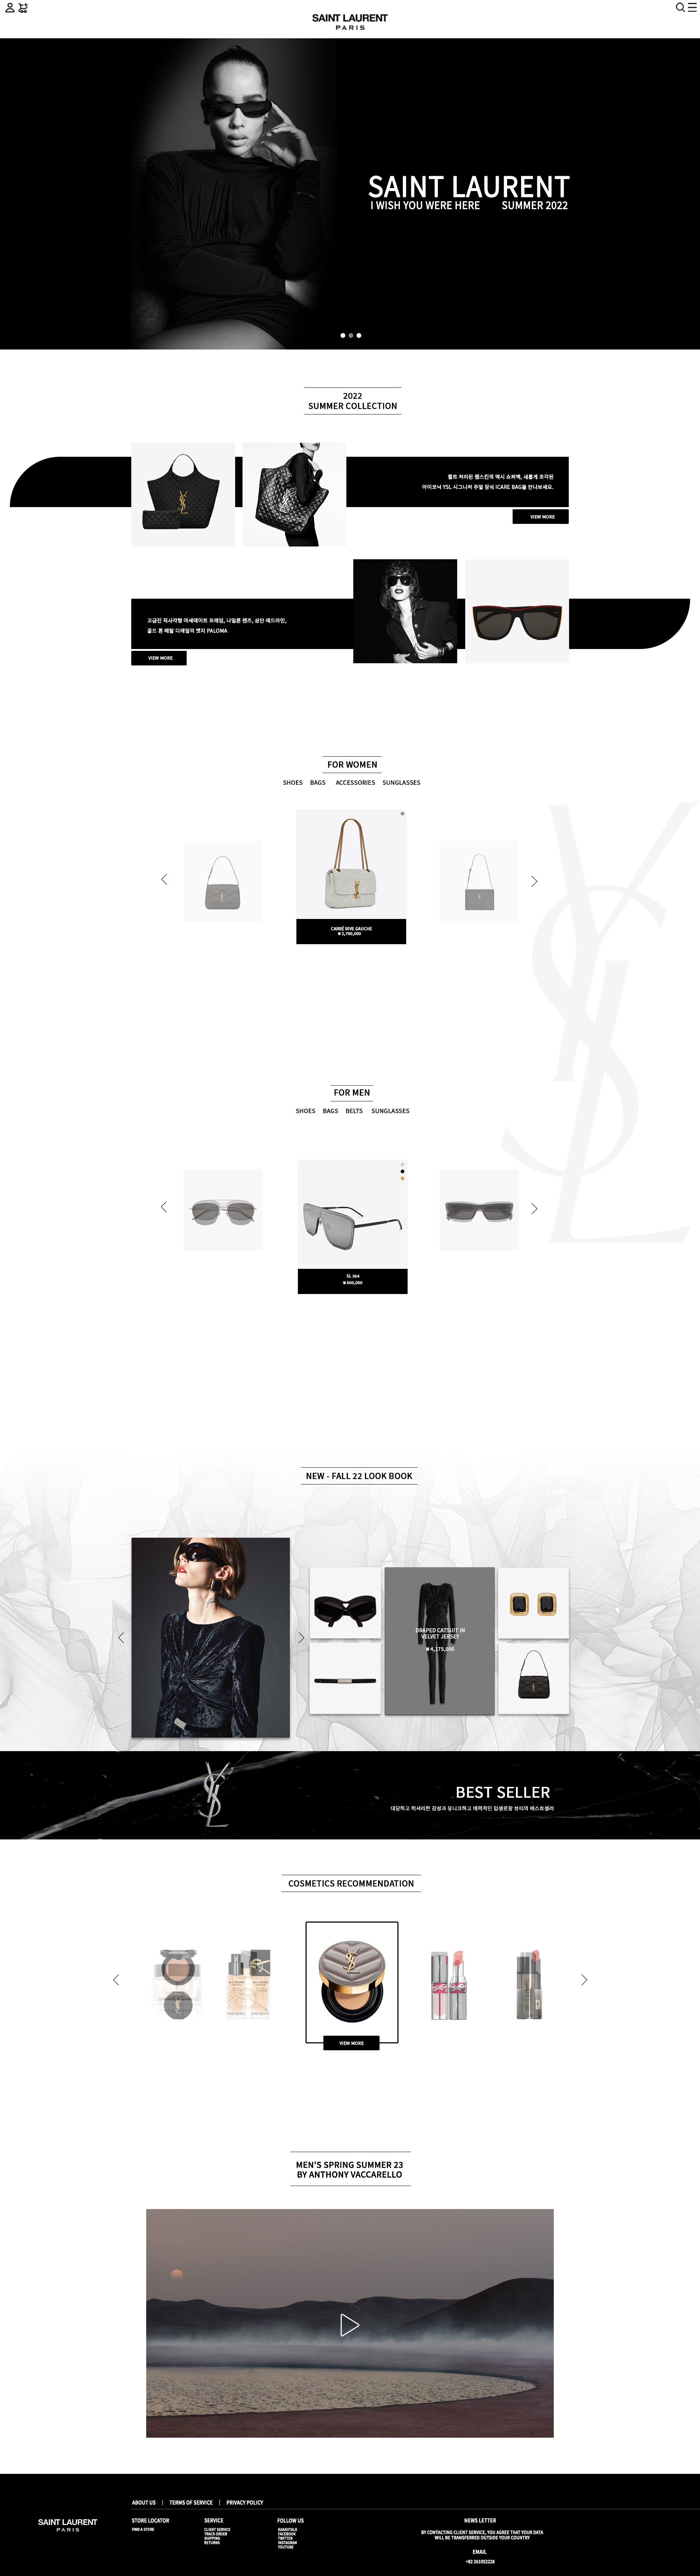 SAINT LAURENT
PARIS
SAINT LAURENT
I WISH YOU WERE HERE SUMMER 2022
2022
SUMMER COLLECTION
퀼트 처리된 램스킨의 맥시 쇼퍼백, 새롭게 조각된
아이코닉 YSL 시그니처 주얼 장식 ICARE BAG을 만나보세요.
VIEW MORE
고급진 직사각형 아세테이트 프레임, 나일론 렌즈, 상단 레드라인,
골드 톤 메탈 디테일의 엣지 PALOMA
VIEW MORE
FOR WOMEN
SHOES BAGS ACCESSORIES SUNGLASSES
CARRÉ RIVE GAUCHE
₩ 2,790,000
FOR MEN
SHOES BAGS BELTS SUNGLASSES
SL 364
₩ 600,000
NEW - FALL 22 LOOK BOOK
DRAPED CATSUIT IN
VELVET JERSEY
₩ 4,175,000
BEST SELLER
대담하고 럭셔리한 감성과 유니크하고 매력적인 입생로랑 뷰티의 베스트셀러
COSMETICS RECOMMENDATION
VIEW MORE
MEN'S SPRING SUMMER 23
BY ANTHONY VACCARELLO
ABOUT US | TERMS OF SERVICE | PRIVACY POLICY
SAINT LAURENT
PARIS
STORE LOCATOR
FIND A STORE
SERVICE
CLIENT SERVICE
TRACK ORDER
SHIPPING
RETURNS
FOLLOW US
KAKAOTALK
FACEBOOK
TWITTER
INSTAGRAM
YOUTUBE
NEWS LETTER
BY CONTACTING CLIENT SERVICE, YOU AGREE THAT YOUR DATA
WILL BE TRANSFERRED OUTSIDE YOUR COUNTRY
EMAIL
+82 261052228